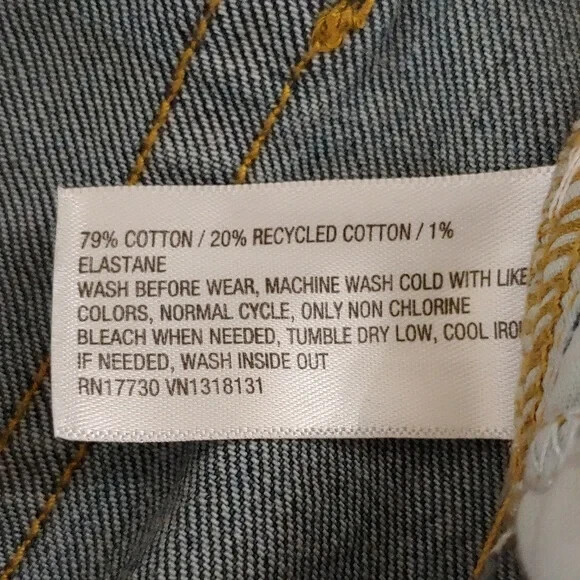 79% COTTON / 20% RECYCLED COTTON / 1%
ELASTANE
WASH BEFORE WEAR, MACHINE WASH COLD WITH LIKE
COLORS, NORMAL CYCLE, ONLY NON CHLORINE
BLEACH WHEN NEEDED, TUMBLE DRY LOW, COOL IRON
IF NEEDED, WASH INSIDE OUT
RN17730 VN1318131